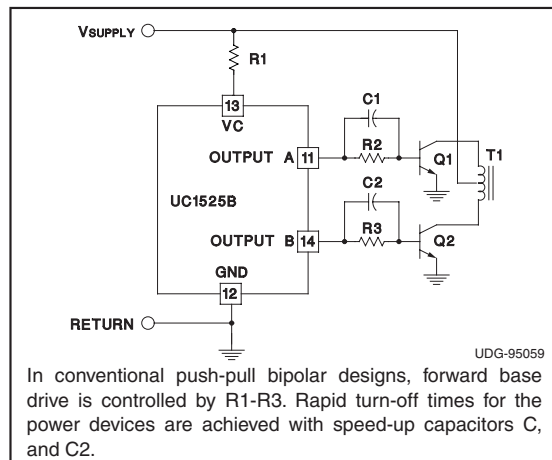 VSUPPLY
R1
13
VC
C1
OUTPUT A 11
R2
Q1
T1
UC1525B
C2
OUTPUT B 14
R3
Q2
GND
12
RETURN
UDG-95059
In conventional push-pull bipolar designs, forward base
drive is controlled by R1-R3. Rapid turn-off times for the
power devices are achieved with speed-up capacitors C,
and C2.